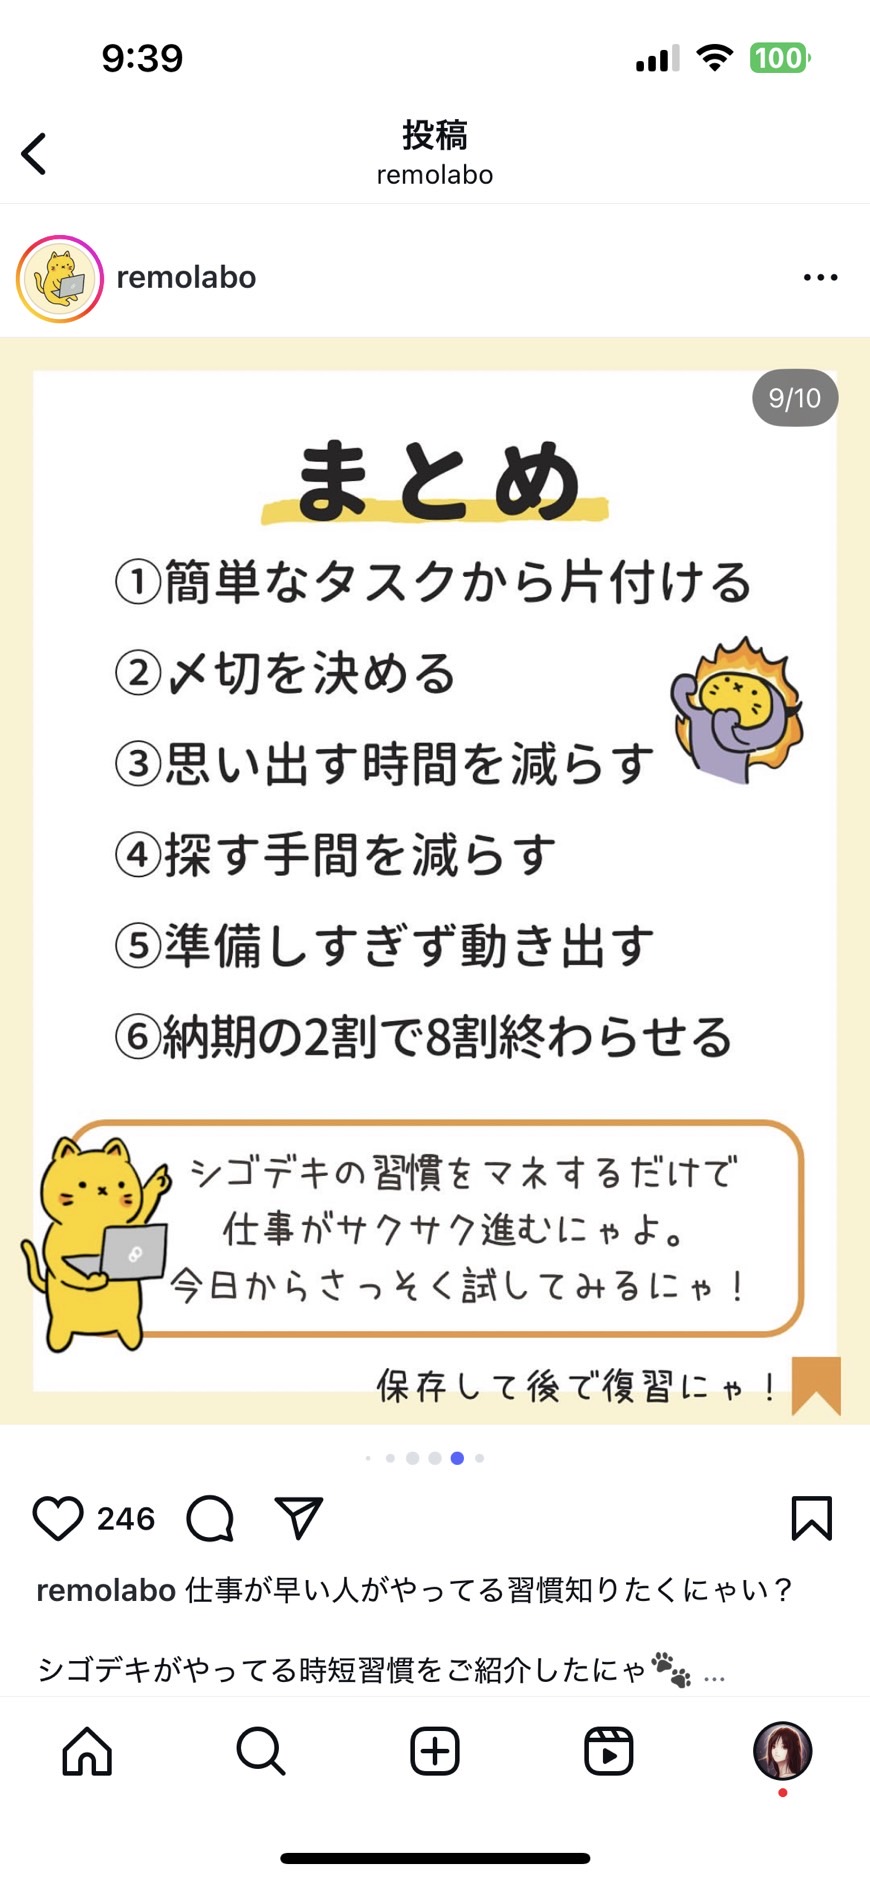 9:39
100
投稿
remolabo
remolabo
9/10
まとめ
①簡単なタスクから片付ける
②〆切を決める
③思い出す時間を減らす
④探す手間を減らす
⑤準備しすぎず動き出す
⑥納期の2割で8割終わらせる
シゴデキの習慣をマネするだけで
仕事がサクサク進むにゃよ。
今日からさっそく試してみるにゃ！
保存して後で復習にゃ！
246
remolabo 仕事が早い人がやってる習慣知りたくにゃい？
シゴデキがやってる時短習慣をご紹介したにゃ🐾 ...